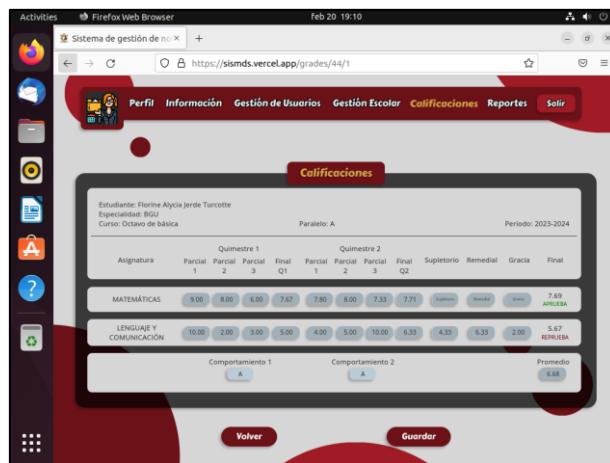 Activities Firefox Web Browser feb 20 19:10
Sistema de gestión de no × +
https://sismds.vercel.app/grades/44/1
Perfil Información Gestión de Usuarios Gestión Escolar Calificaciones Reportes Salir
Calificaciones
Estudiante: Florine Alycia Jerde Turcotte
Especialidad: BGU
Curso: Octavo de básica Paralelo: A Periodo: 2023-2024
Quimestre 1 Quimestre 2
Asignatura Parcial 1 Parcial 2 Parcial 3 Final Q1 Parcial 1 Parcial 2 Parcial 3 Final Q2 Supletorio Remedial Gracia Final
MATEMÁTICAS 9.00 8.00 6.00 7.67 7.80 8.00 7.33 7.71 Supletorio Remedial Gracia 7.69
APRUEBA
LENGUAJE Y COMUNICACIÓN 10.00 2.00 3.00 5.00 4.00 5.00 10.00 6.33 4.33 6.33 2.00 5.67
REPRUEBA
Comportamiento 1 Comportamiento 2 Promedio
A A 6.68
Volver Guardar